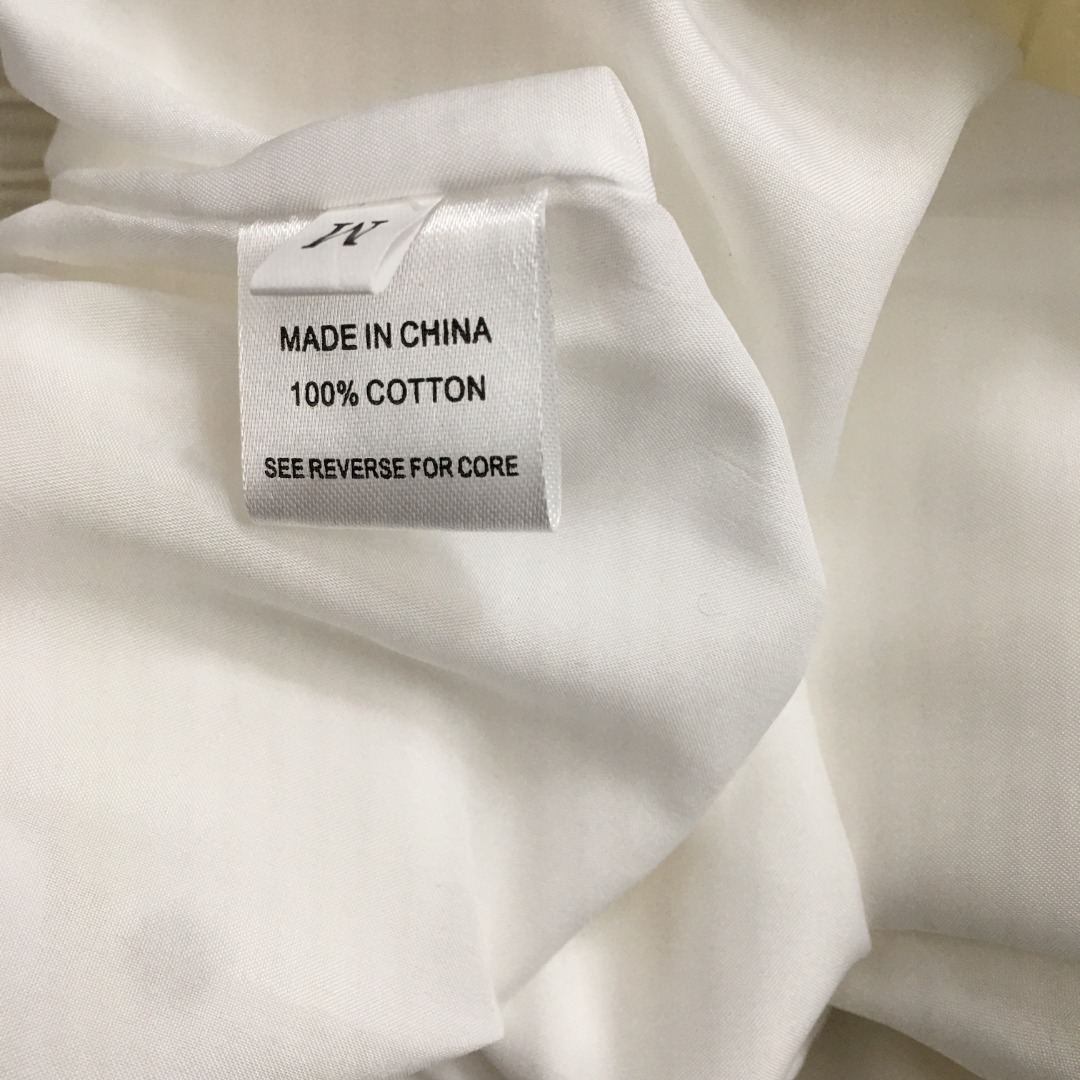 M
MADE IN CHINA
100% COTTON
SEE REVERSE FOR CORE